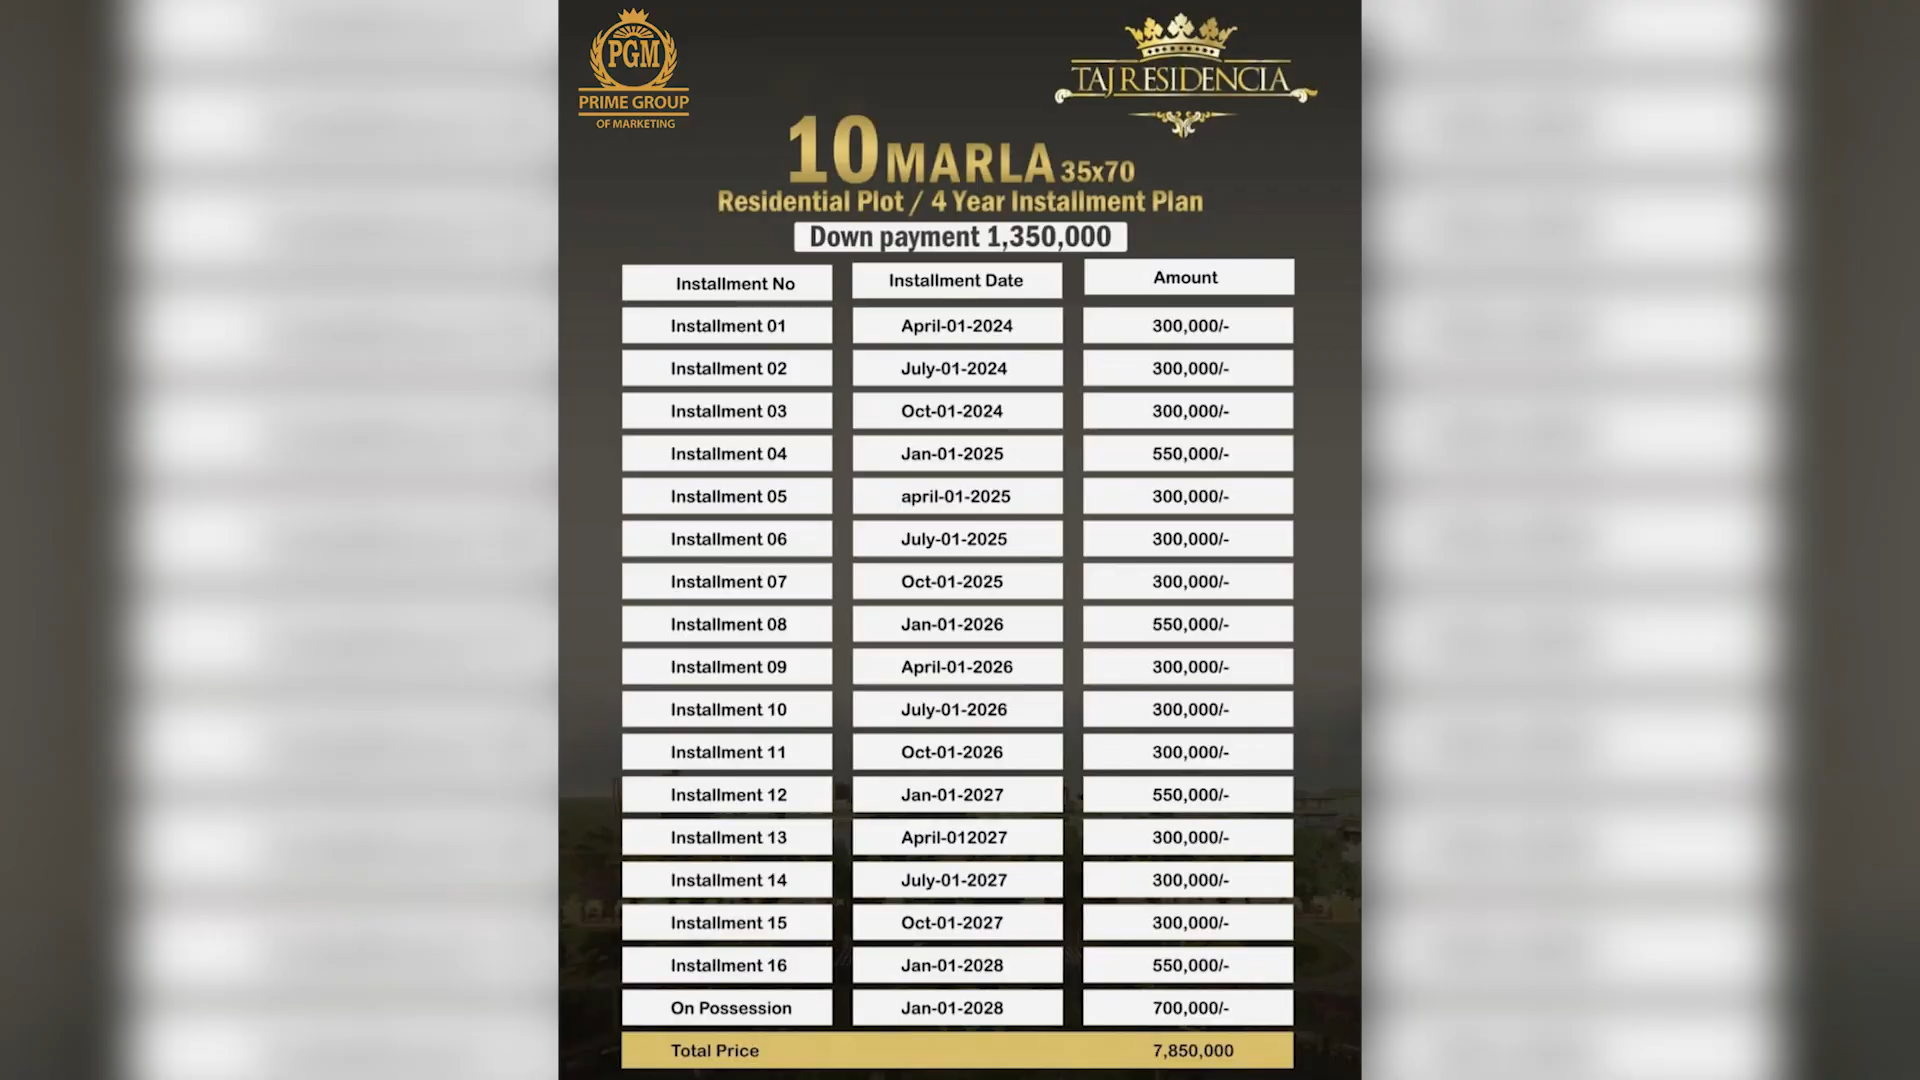 PGM
PRIME GROUP
OF MARKETING
TAJ RESIDENCIA
10 MARLA 35x70
Residential Plot / 4 Year Installment Plan
Down payment 1,350,000
Installment No Installment Date Amount
Installment 01 April-01-2024 300,000/-
Installment 02 July-01-2024 300,000/-
Installment 03 Oct-01-2024 300,000/-
Installment 04 Jan-01-2025 550,000/-
Installment 05 april-01-2025 300,000/-
Installment 06 July-01-2025 300,000/-
Installment 07 Oct-01-2025 300,000/-
Installment 08 Jan-01-2026 550,000/-
Installment 09 April-01-2026 300,000/-
Installment 10 July-01-2026 300,000/-
Installment 11 Oct-01-2026 300,000/-
Installment 12 Jan-01-2027 550,000/-
Installment 13 April-012027 300,000/-
Installment 14 July-01-2027 300,000/-
Installment 15 Oct-01-2027 300,000/-
Installment 16 Jan-01-2028 550,000/-
On Possession Jan-01-2028 700,000/-
Total Price 7,850,000